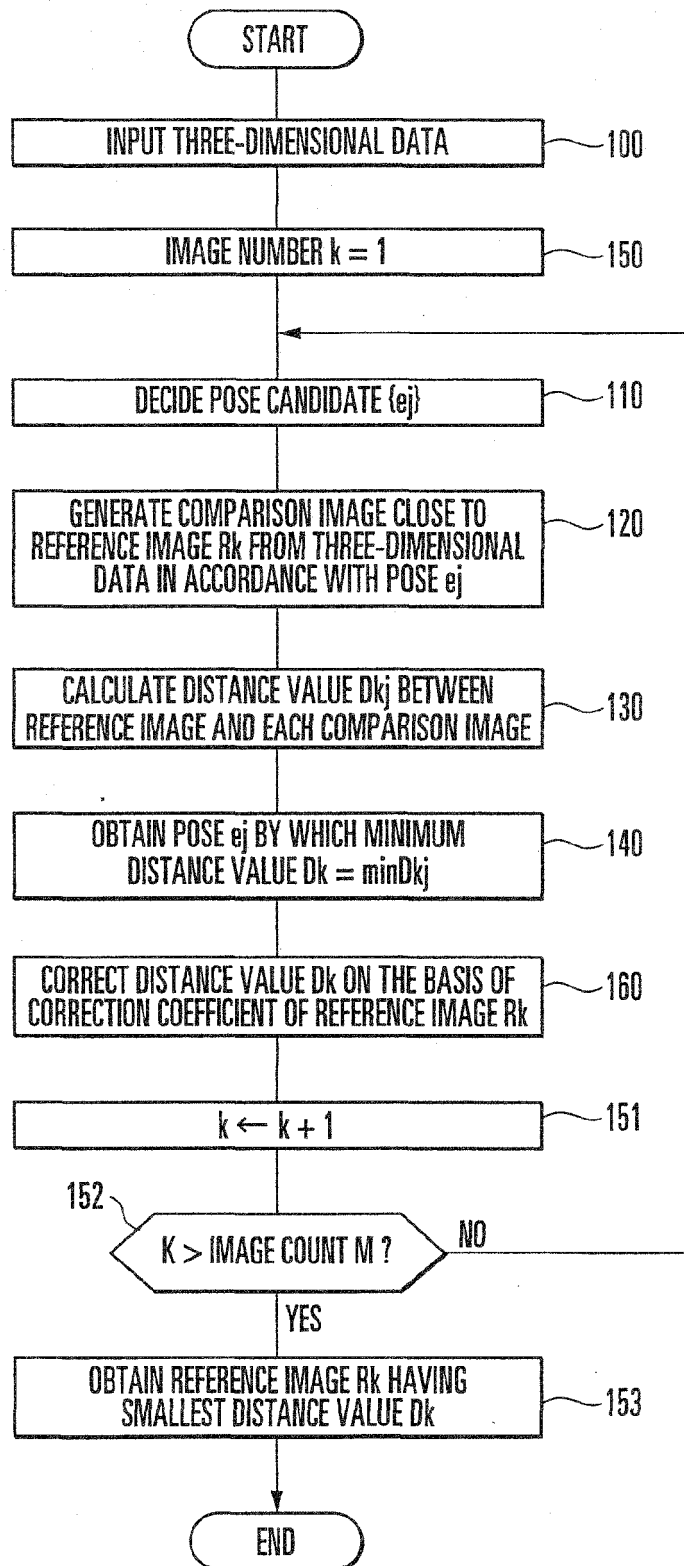 START
INPUT THREE-DIMENSIONAL DATA
100
IMAGE NUMBER k = 1
150
DECIDE POSE CANDIDATE {ej}
110
GENERATE COMPARISON IMAGE CLOSE TO
REFERENCE IMAGE Rk FROM THREE-DIMENSIONAL
DATA IN ACCORDANCE WITH POSE ej
120
CALCULATE DISTANCE VALUE Dkj BETWEEN
REFERENCE IMAGE AND EACH COMPARISON IMAGE
130
OBTAIN POSE ej BY WHICH MINIMUM
DISTANCE VALUE Dk = minDkj
140
CORRECT DISTANCE VALUE Dk ON THE BASIS OF
CORRECTION COEFFICIENT OF REFERENCE IMAGE Rk
160
k ← k + 1
151
152
K > IMAGE COUNT M ?
NO
YES
OBTAIN REFERENCE IMAGE Rk HAVING
SMALLEST DISTANCE VALUE Dk
153
END